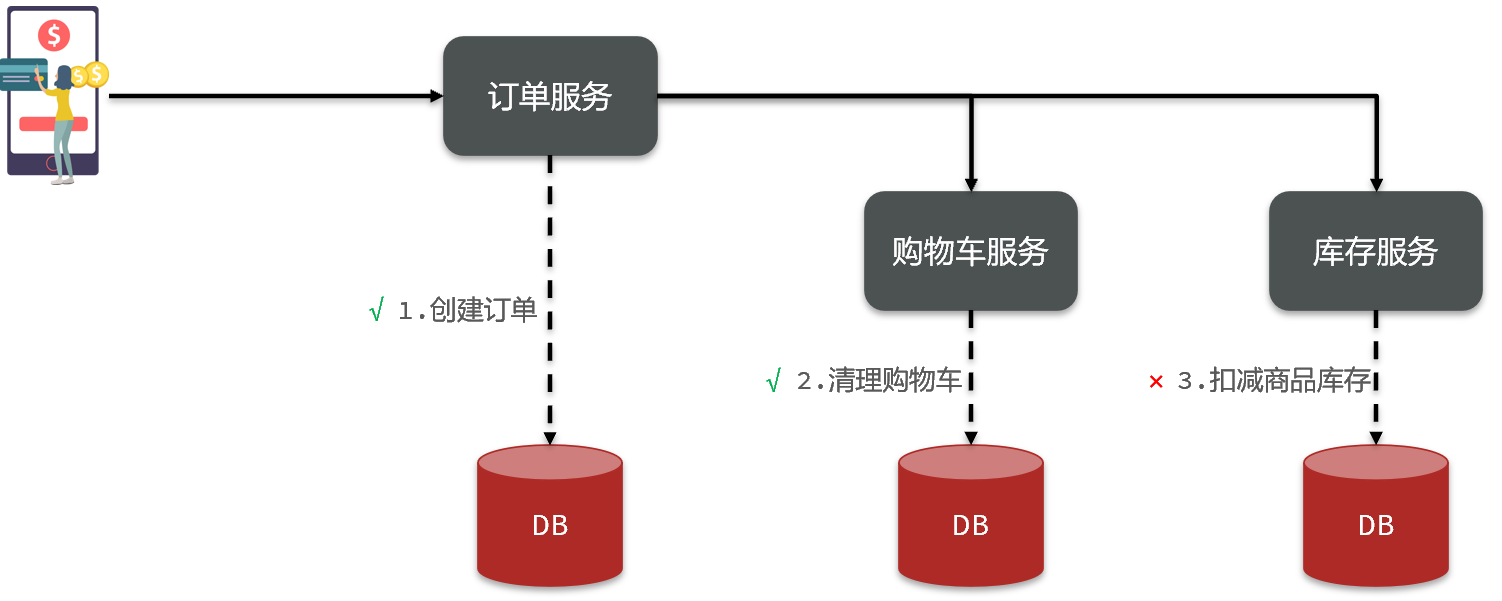 订单服务
购物车服务
库存服务
√ 1.创建订单
√ 2.清理购物车
× 3.扣减商品库存
DB
DB
DB
$
$
$